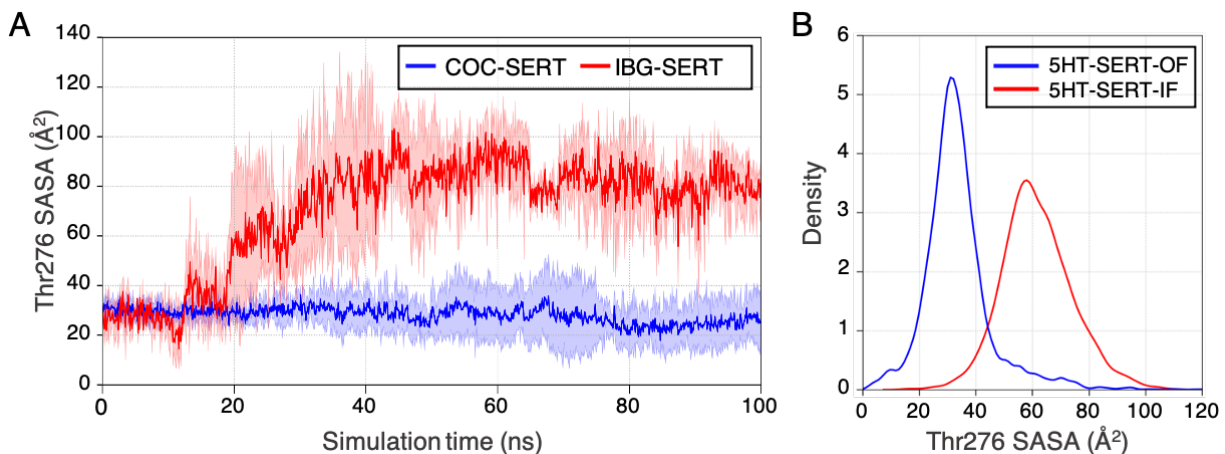 A
Thr276 SASA (Å²)
140
120
100
80
60
40
20
0
COC-SERT
IBG-SERT
0
20
40
60
80
100
Simulation time (ns)
B
Density
6
5
4
3
2
1
0
5HT-SERT-OF
5HT-SERT-IF
0
20
40
60
80
100
120
Thr276 SASA (Å²)